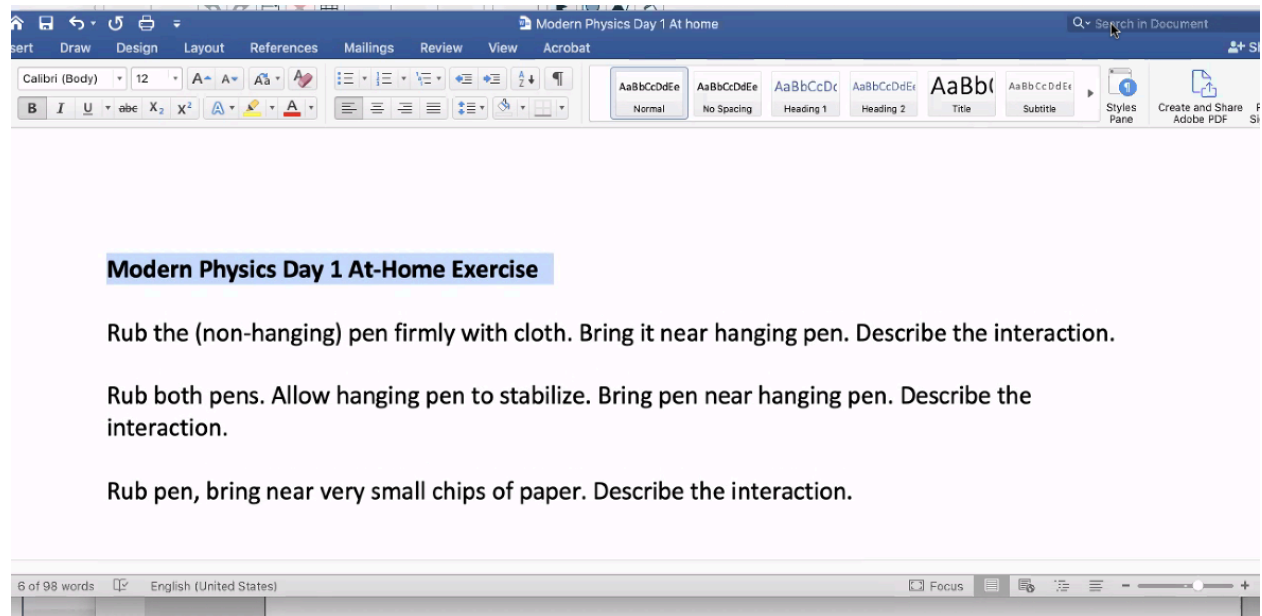 Modern Physics Day 1 At home
Search in Document
sert Draw Design Layout References Mailings Review View Acrobat
Calibri (Body) 12
AaBbCcDdEe AaBbCcDdEe AaBbCcDc AaBbCcDdEe AaBb( AaBbCcDdEe
Normal No Spacing Heading 1 Heading 2 Title Subtitle
Styles Pane
Create and Share Adobe PDF
B I U abc X₂ X² A A
Modern Physics Day 1 At-Home Exercise
Rub the (non-hanging) pen firmly with cloth. Bring it near hanging pen. Describe the interaction.
Rub both pens. Allow hanging pen to stabilize. Bring pen near hanging pen. Describe the
interaction.
Rub pen, bring near very small chips of paper. Describe the interaction.
6 of 98 words English (United States) Focus